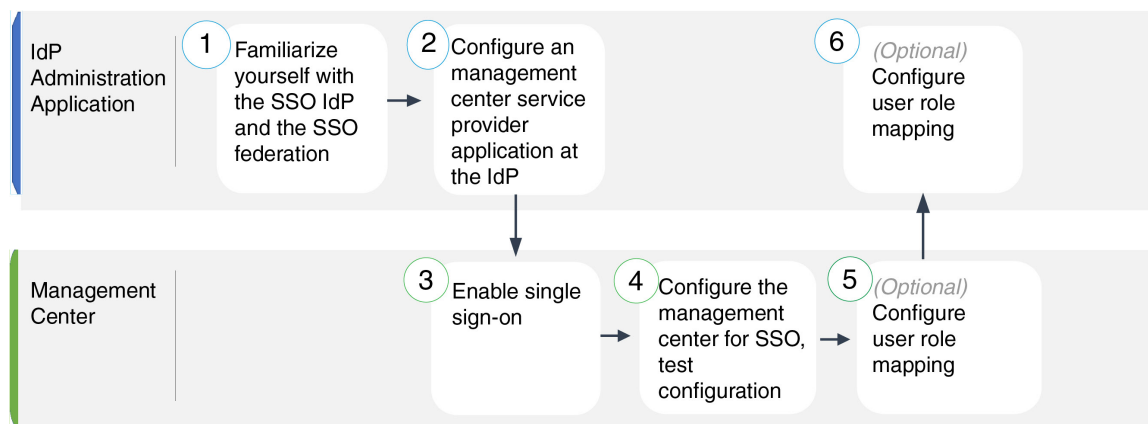 IdP
Administration
Application
1
Familiarize
yourself with
the SSO IdP
and the SSO
federation
2
Configure an
management
center service
provider
application at
the IdP
6
(Optional)
Configure
user role
mapping
Management
Center
3
Enable single
sign-on
4
Configure the
management
center for SSO,
test
configuration
5
(Optional)
Configure
user role
mapping